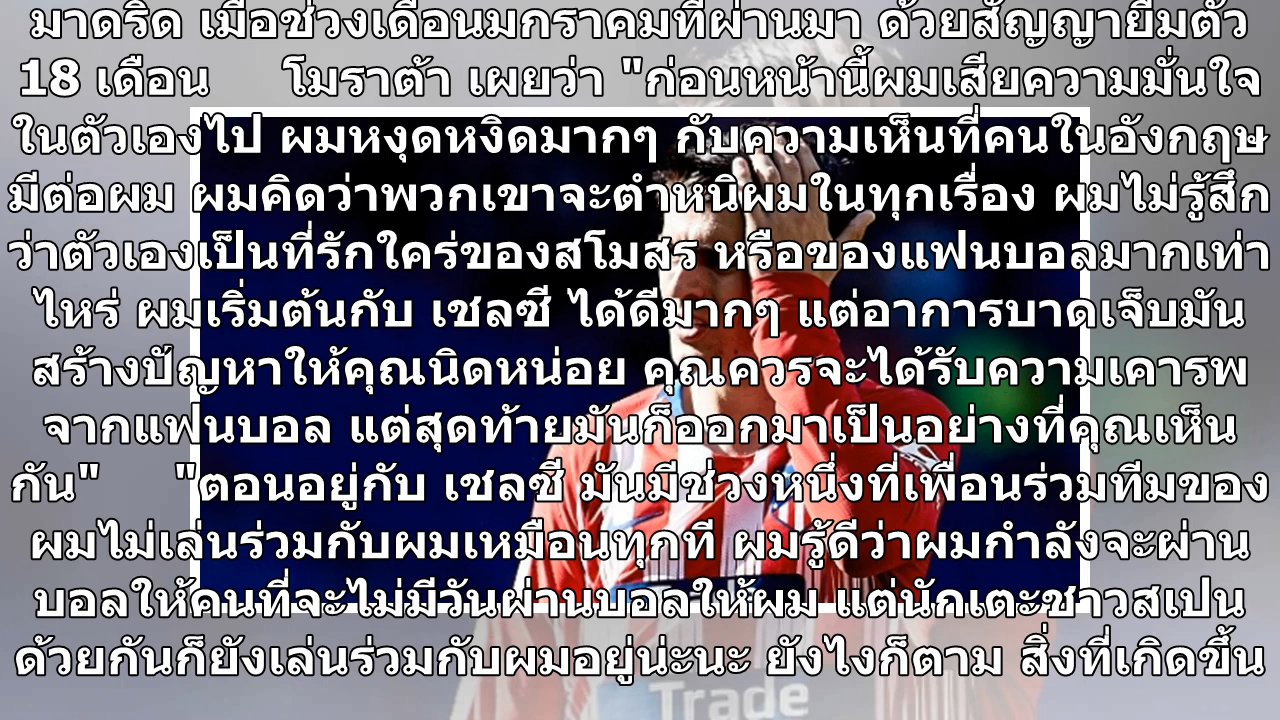 มาดริด เมื่อช่วงเดือนมกราคมที่ผ่านมา ด้วยสัญญายืมตัว
18 เดือน โมราต้า เผยว่า "ก่อนหน้านี้ผมเสียความมั่นใจ
ในตัวเองไป ผมหงุดหงิดมากๆ กับความเห็นที่คนในอังกฤษ
มีต่อผม ผมคิดว่าพวกเขาจะตำหนิผมในทุกเรื่อง ผมไม่รู้สึก
ว่าตัวเองเป็นที่รักใคร่ของสโมสร หรือของแฟนบอลมากเท่า
ไหร่ ผมเริ่มต้นกับ เชลซี ได้ดีมากๆ แต่อาการบาดเจ็บมัน
สร้างปัญหาให้คุณนิดหน่อย คุณควรจะได้รับความเคารพ
จากแฟนบอล แต่สุดท้ายมันก็ออกมาเป็นอย่างที่คุณเห็น
กัน" "ตอนอยู่กับ เชลซี มันมีช่วงหนึ่งที่เพื่อนร่วมทีมของ
ผมไม่เล่นร่วมกับผมเหมือนทุกที ผมรู้ดีว่าผมกำลังจะผ่าน
บอลให้คนที่จะไม่มีวันผ่านบอลให้ผม แต่นักเตะชาวสเปน
ด้วยกันก็ยังเล่นร่วมกับผมอยู่น่ะนะ ยังไงก็ตาม สิ่งที่เกิดขึ้น
Trade